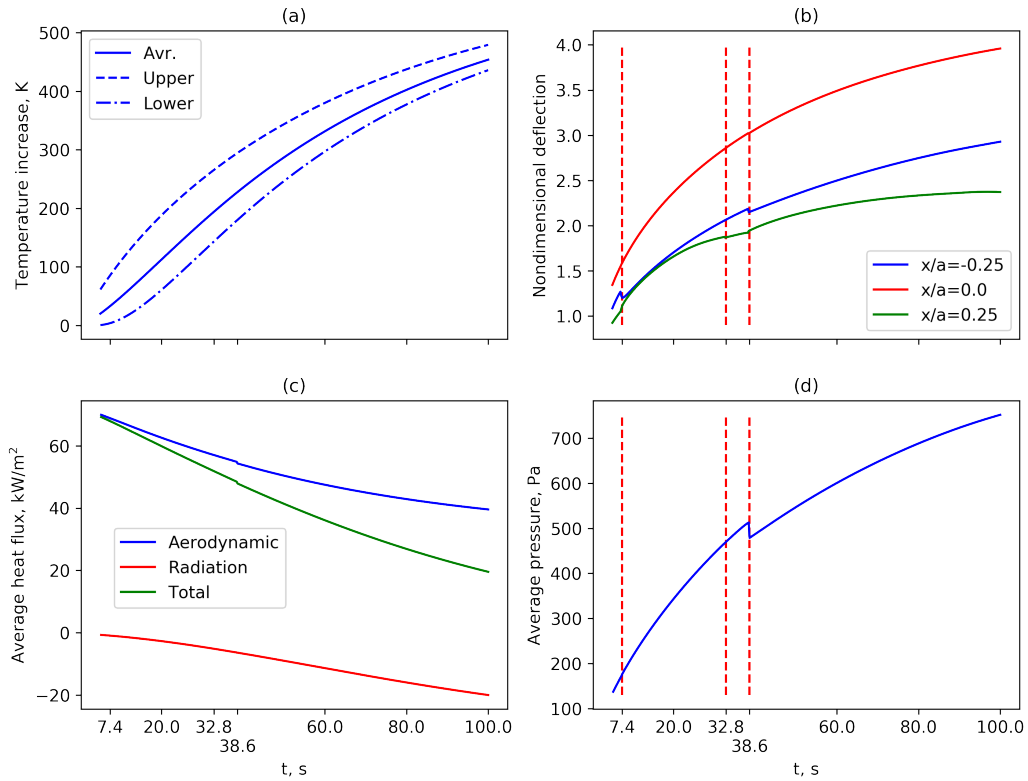 (a)
Temperature increase, K
500
400
300
200
100
0
Avr.
Upper
Lower
(b)
Nondimensional deflection
4.0
3.5
3.0
2.5
2.0
1.5
1.0
x/a=-0.25
x/a=0.0
x/a=0.25
(c)
Average heat flux, kW/m²
60
40
20
0
−20
Aerodynamic
Radiation
Total
7.4 20.0 32.8 60.0 80.0 100.0
38.6
t, s
(d)
Average pressure, Pa
700
600
500
400
300
200
100
7.4 20.0 32.8 60.0 80.0 100.0
38.6
t, s